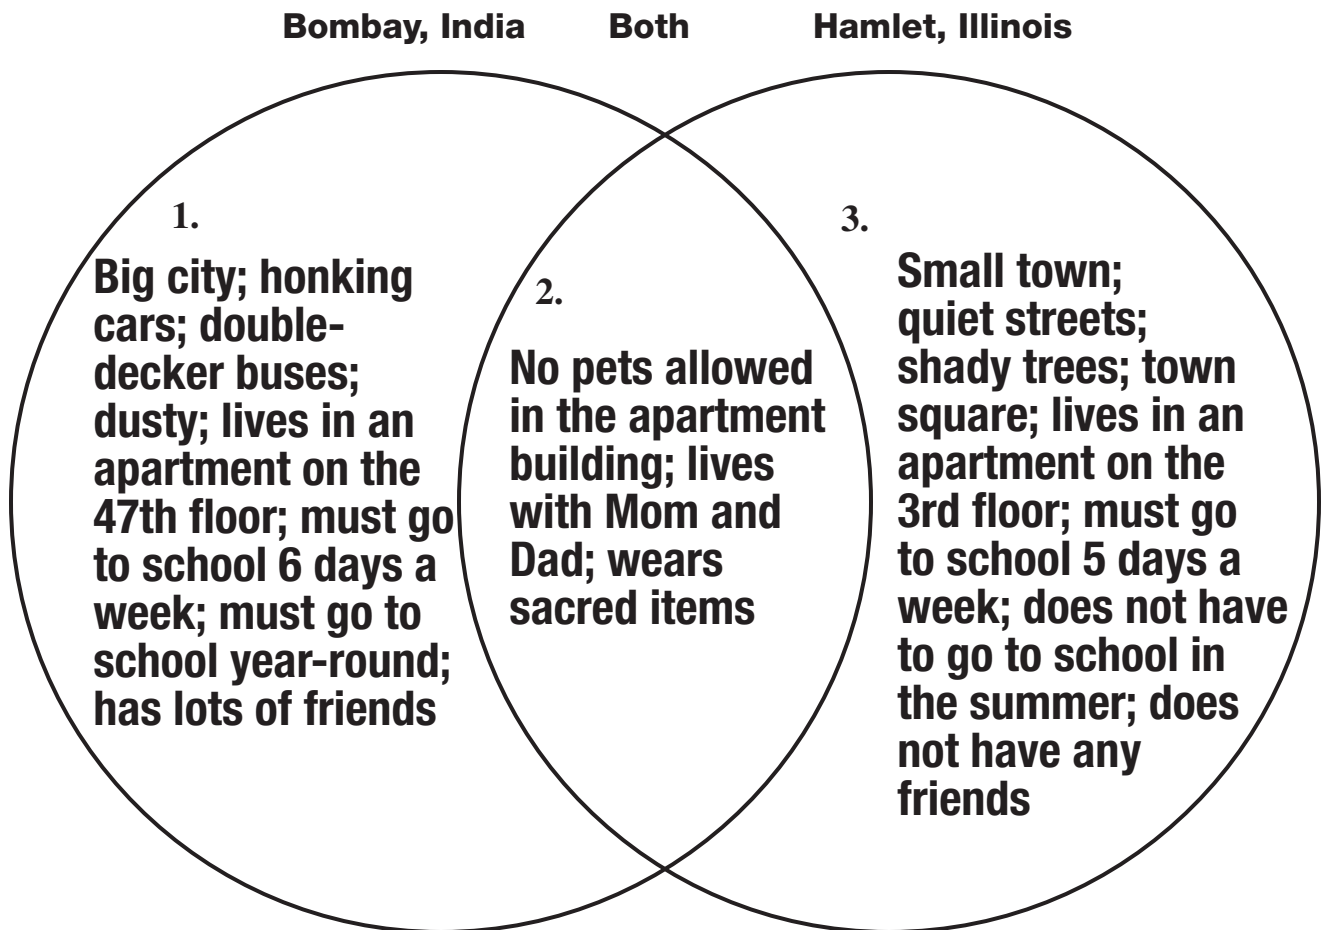 Bombay, India Both Hamlet, Illinois
1.
Big city; honking
cars; double-
decker buses;
dusty; lives in an
apartment on the
47th floor; must go
to school 6 days a
week; must go to
school year-round;
has lots of friends
2.
No pets allowed
in the apartment
building; lives
with Mom and
Dad; wears
sacred items
3.
Small town;
quiet streets;
shady trees; town
square; lives in an
apartment on the
3rd floor; must go
to school 5 days a
week; does not have
to go to school in
the summer; does
not have any
friends